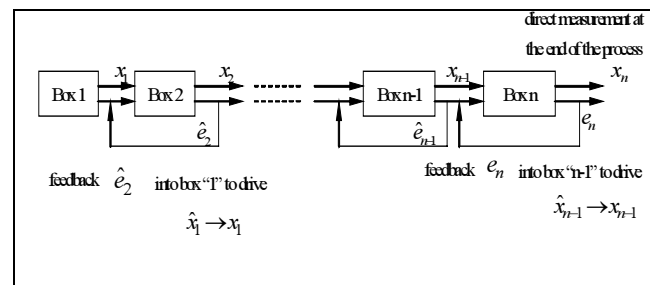 direct measurement at
the end of the process
x₁ x₂ xₙ₋₁ xₙ
Box 1 Box 2 Box n-1 Box n
ê₂ êₙ₋₁ eₙ
feedback ê₂ into box "1" to drive feedback eₙ into box "n-1" to drive
x̂₁ → x₁ x̂ₙ₋₁ → xₙ₋₁